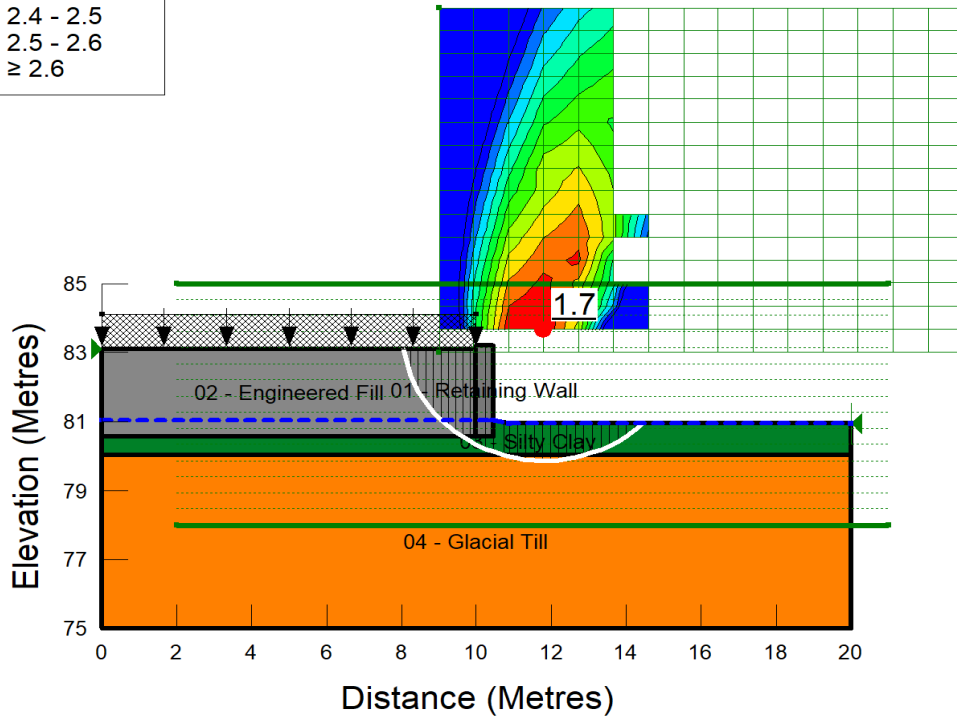 2.4 - 2.5
2.5 - 2.6
≥ 2.6
1.7
85
83
81
79
77
75
Elevation (Metres)
02 - Engineered Fill
01 - Retaining Wall
03 - Silty Clay
04 - Glacial Till
0 2 4 6 8 10 12 14 16 18 20
Distance (Metres)